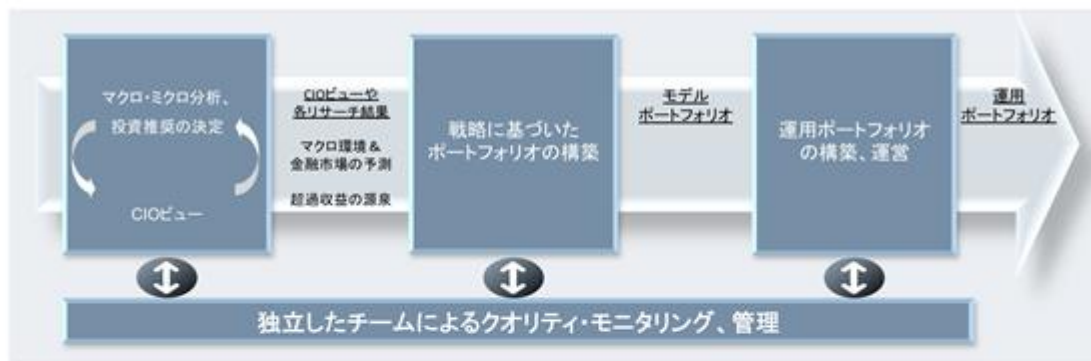 マクロ・ミクロ分析、
投資推奨の決定
CIOビュー
CIOビューや
各リサーチ結果
マクロ環境＆
金融市場の予測
超過収益の源泉
戦略に基づいた
ポートフォリオの構築
モデル
ポートフォリオ
運用ポートフォリオ
の構築、運営
運用
ポートフォリオ
独立したチームによるクオリティ・モニタリング、管理